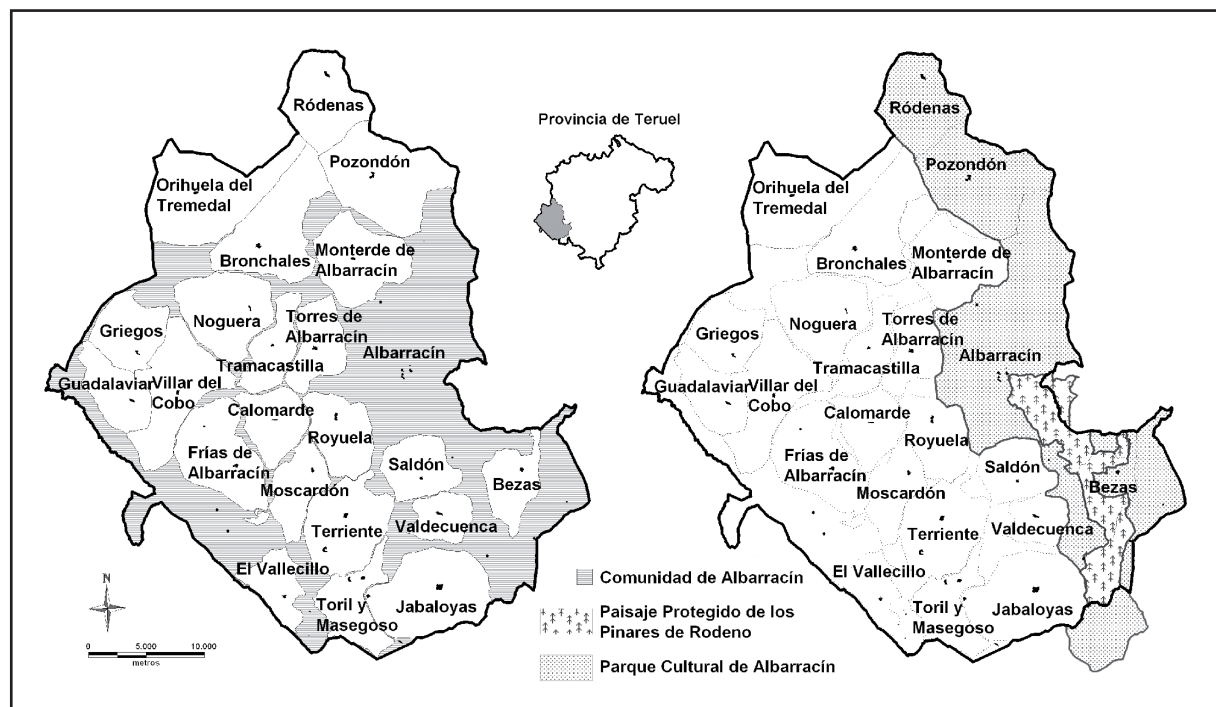 Ródenas
Pozondón
Orihuela del
Tremedal
Bronchales
Monterde de
Albarracín
Griegos
Noguera
Torres de
Albarracín
Albarracín
Tramacastilla
Guadalaviar
Villar del
Cobo
Calomarde
Royuela
Frías de
Albarracín
Saldón
Bezas
Moscardón
Terriente
Valdecuenca
El Vallecillo
Toril y
Masegoso
Jabaloyas
N
0 5.000 10.000
metros
Provincia de Teruel
Comunidad de Albarracín
Paisaje Protegido de los
Pinares de Rodeno
Parque Cultural de Albarracín
Ródenas
Pozondón
Orihuela del
Tremedal
Bronchales
Monterde de
Albarracín
Griegos
Noguera
Torres de
Albarracín
Albarracín
Tramacastilla
Guadalaviar
Villar del
Cobo
Calomarde
Royuela
Frías de
Albarracín
Saldón
Bezas
Moscardón
Terriente
Valdecuenca
El Vallecillo
Toril y
Masegoso
Jabaloyas